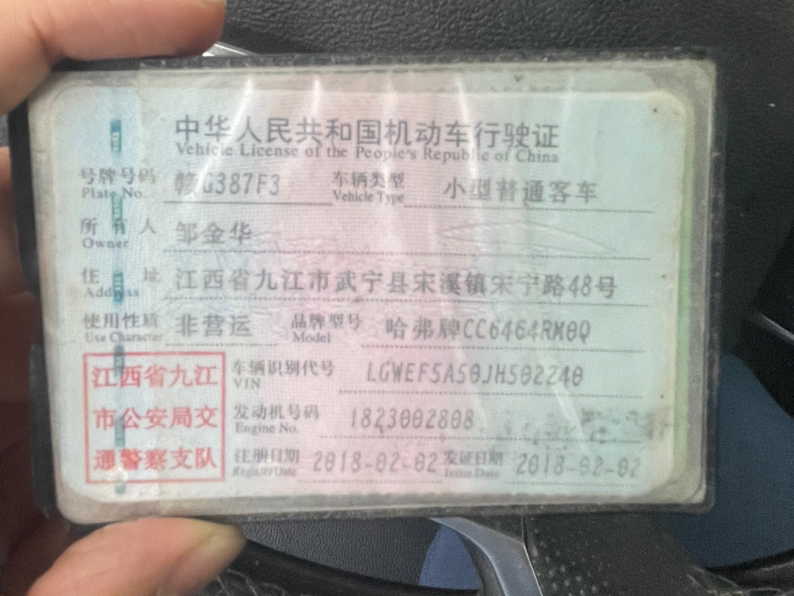 中华人民共和国机动车行驶证
Vehicle License of the People's Republic of China
号牌号码 赣G387F3 车辆类型 小型普通客车
Plate No. Vehicle Type
所有人 邹金华
Owner
住址 江西省九江市武宁县宋溪镇宋宁路48号
Address
使用性质 非营运 品牌型号 哈弗牌CC6464RM0Q
Use Character Model
江西省九江 车辆识别代号 LGWEF5A50JH502240
VIN
市公安局交 发动机号码 1823002808
Engine No.
通警察支队 注册日期 2018-02-02 发证日期 2018-02-02
Register Date Issue Date